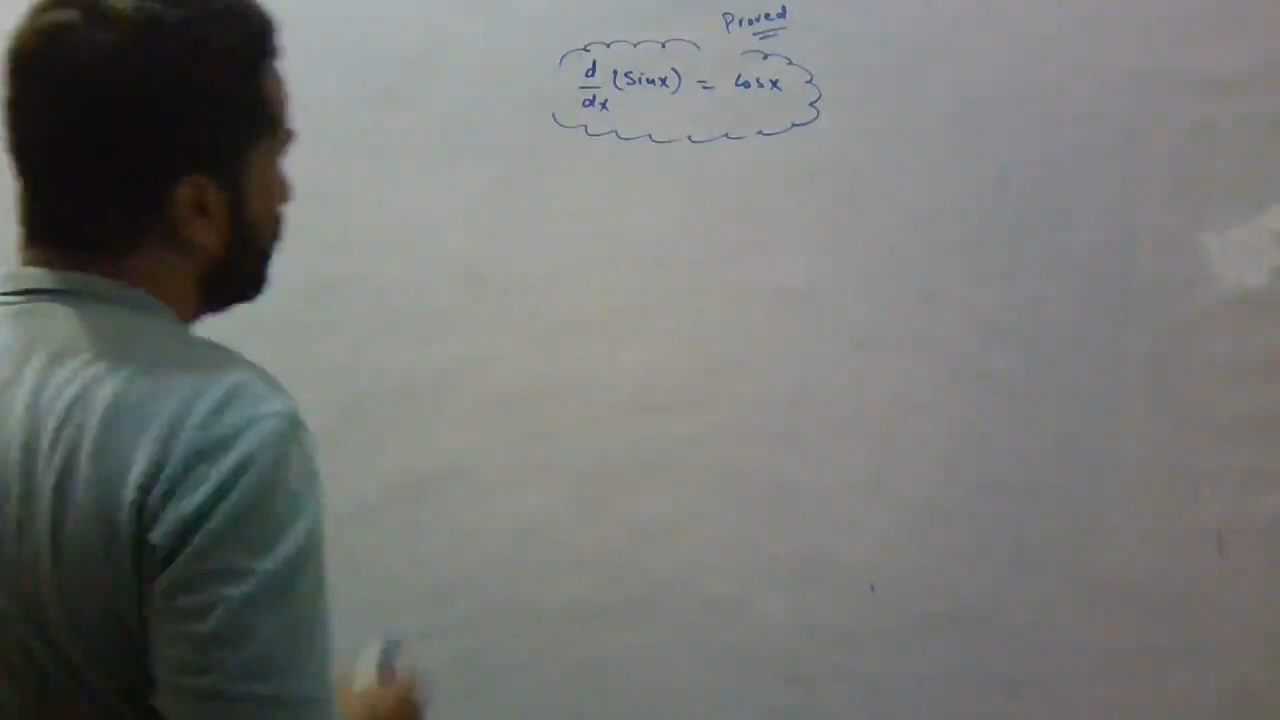 Proved
d/dx (Sinx) = Cosx